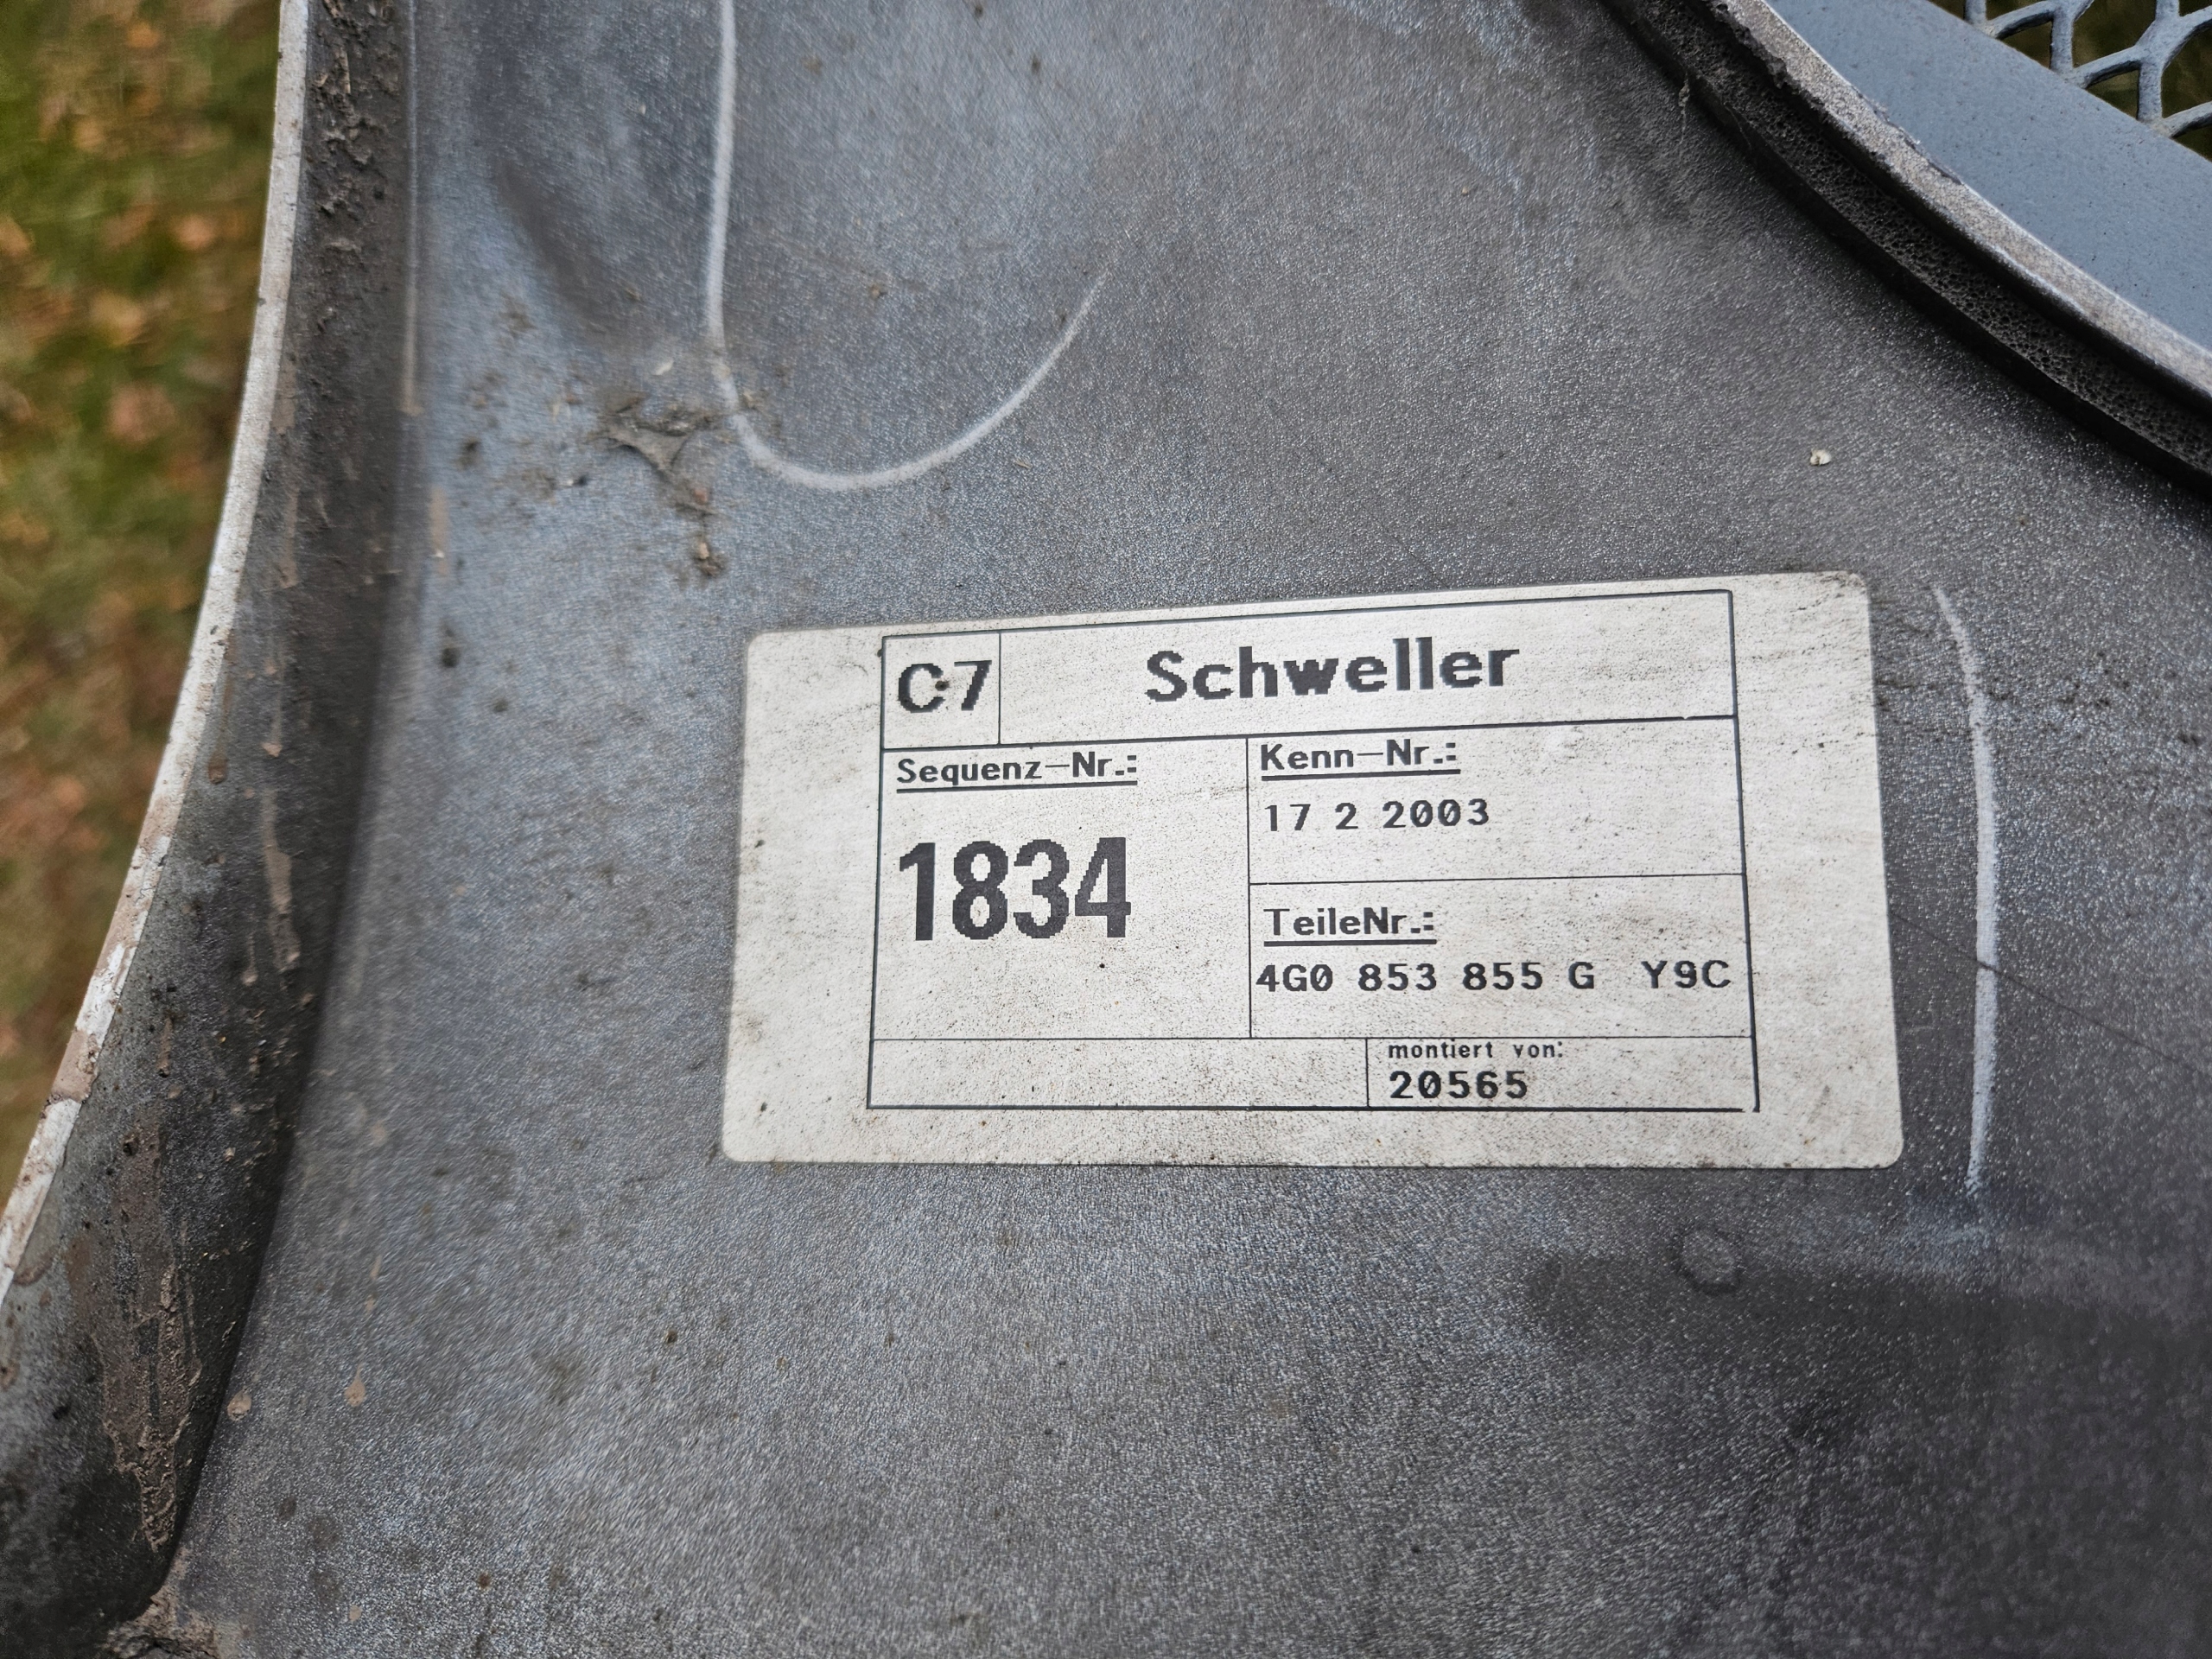 C7 Schweller
Sequenz-Nr.:
1834
Kenn-Nr.:
17 2 2003
TeileNr.:
4G0 853 855 G Y9C
montiert von:
20565